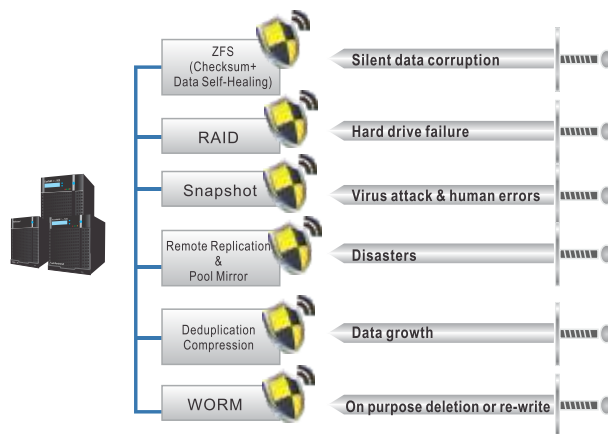 ZFS
(Checksum+
Data Self-Healing)
Silent data corruption
RAID
Hard drive failure
Snapshot
Virus attack & human errors
Remote Replication
&
Pool Mirror
Disasters
Deduplication
Compression
Data growth
WORM
On purpose deletion or re-write